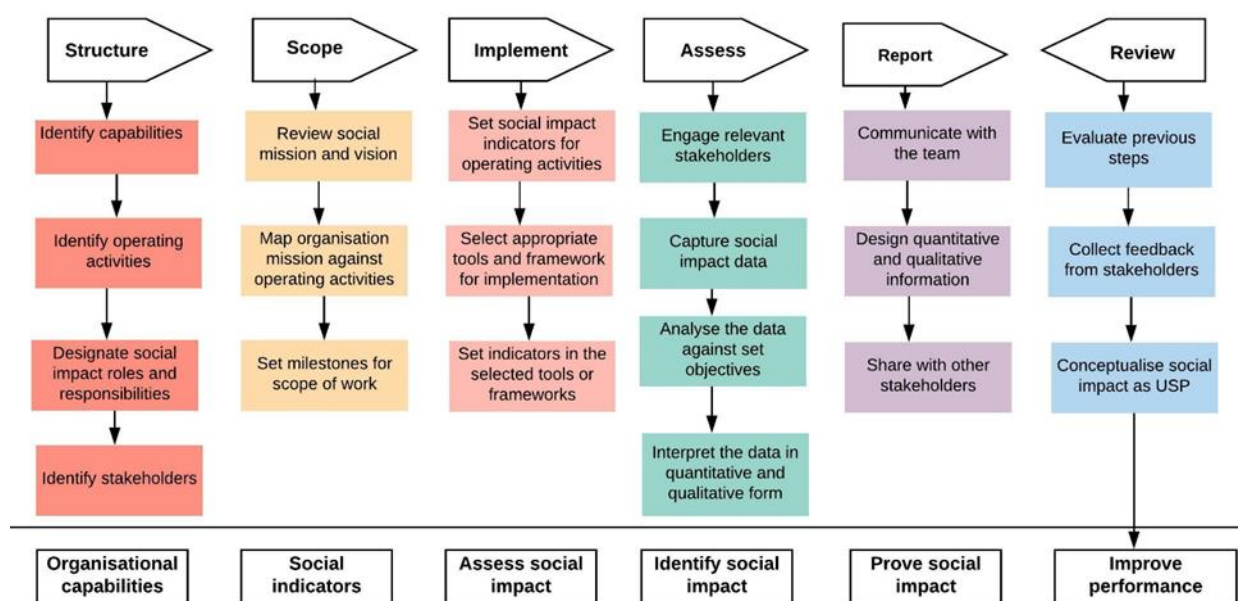 Structure
Identify capabilities
Identify operating
activities
Designate social
impact roles and
responsibilities
Identify stakeholders
Organisational
capabilities
Scope
Review social
mission and vision
Map organisation
mission against
operating activities
Set milestones for
scope of work
Social
indicators
Implement
Set social impact
indicators for
operating activities
Select appropriate
tools and framework
for implementation
Set indicators in the
selected tools or
frameworks
Assess social
impact
Assess
Engage relevant
stakeholders
Capture social
impact data
Analyse the data
against set
objectives
Interpret the data in
quantitative and
qualitative form
Identify social
impact
Report
Communicate with
the team
Design quantitative
and qualitative
information
Share with other
stakeholders
Prove social
impact
Review
Evaluate previous
steps
Collect feedback
from stakeholders
Conceptualise social
impact as USP
Improve
performance